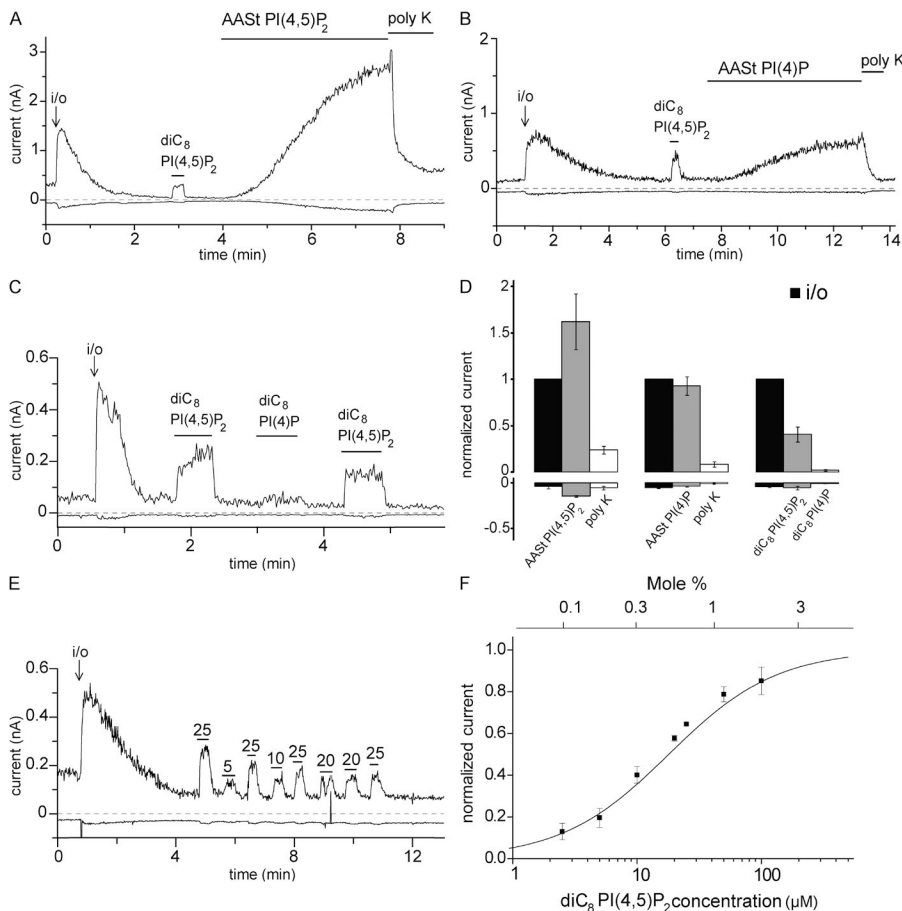 A
AASt PI(4,5)P2
poly K
i/o
diC8
PI(4,5)P2
current (nA)
3
2
1
0
0 2 4 6 8
time (min)
B
AASt PI(4)P
poly K
i/o
diC8
PI(4,5)P2
current (nA)
2
1
0
0 2 4 6 8 10 12 14
time (min)
C
i/o
diC8
PI(4,5)P2
diC8
PI(4)P
diC8
PI(4,5)P2
current (nA)
0.6
0.4
0.2
0
0 2 4
time (min)
D
i/o
normalized current
2
1.5
1
0.5
0
0
-0.5
AASt PI(4,5)P2
poly K
AASt PI(4)P
poly K
diC8 PI(4,5)P2
diC8 PI(4)P
E
i/o
25 5 25 10 25 20 20 25
current (nA)
0.6
0.4
0.2
0
0 4 8 12
time (min)
F
Mole %
0.1 0.3 1 3
normalized current
1.0
0.8
0.6
0.4
0.2
0.0
1 10 100
diC8 PI(4,5)P2 concentration (µM)